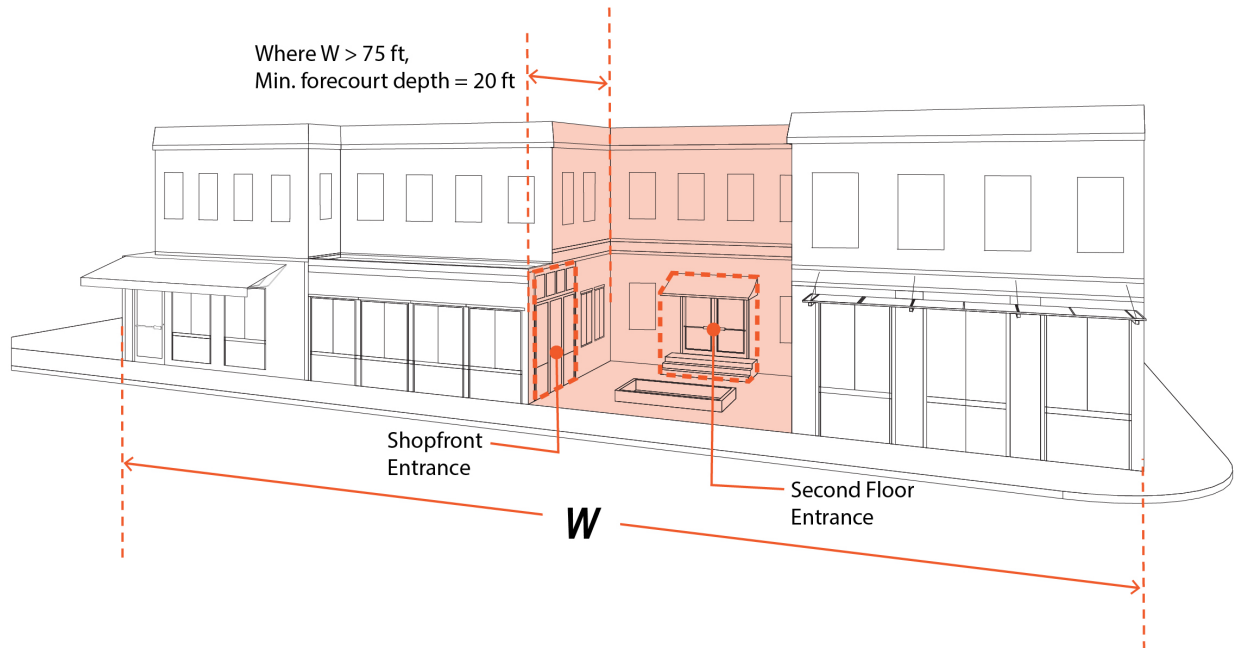 Where W > 75 ft,
Min. forecourt depth = 20 ft
Shopfront
Entrance
Second Floor
Entrance
W